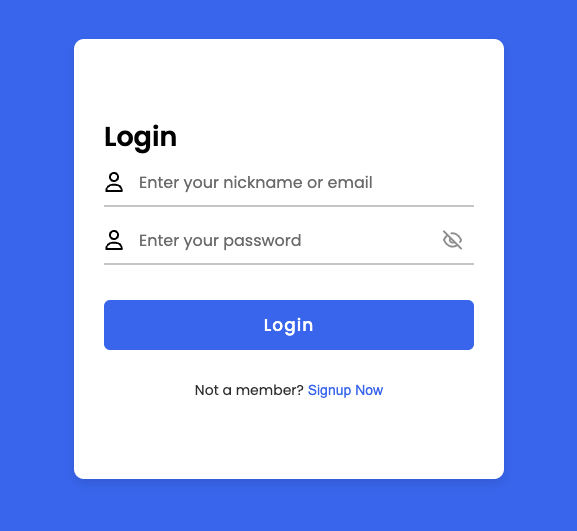 Login
Enter your nickname or email
Enter your password
Login
Not a member? Signup Now